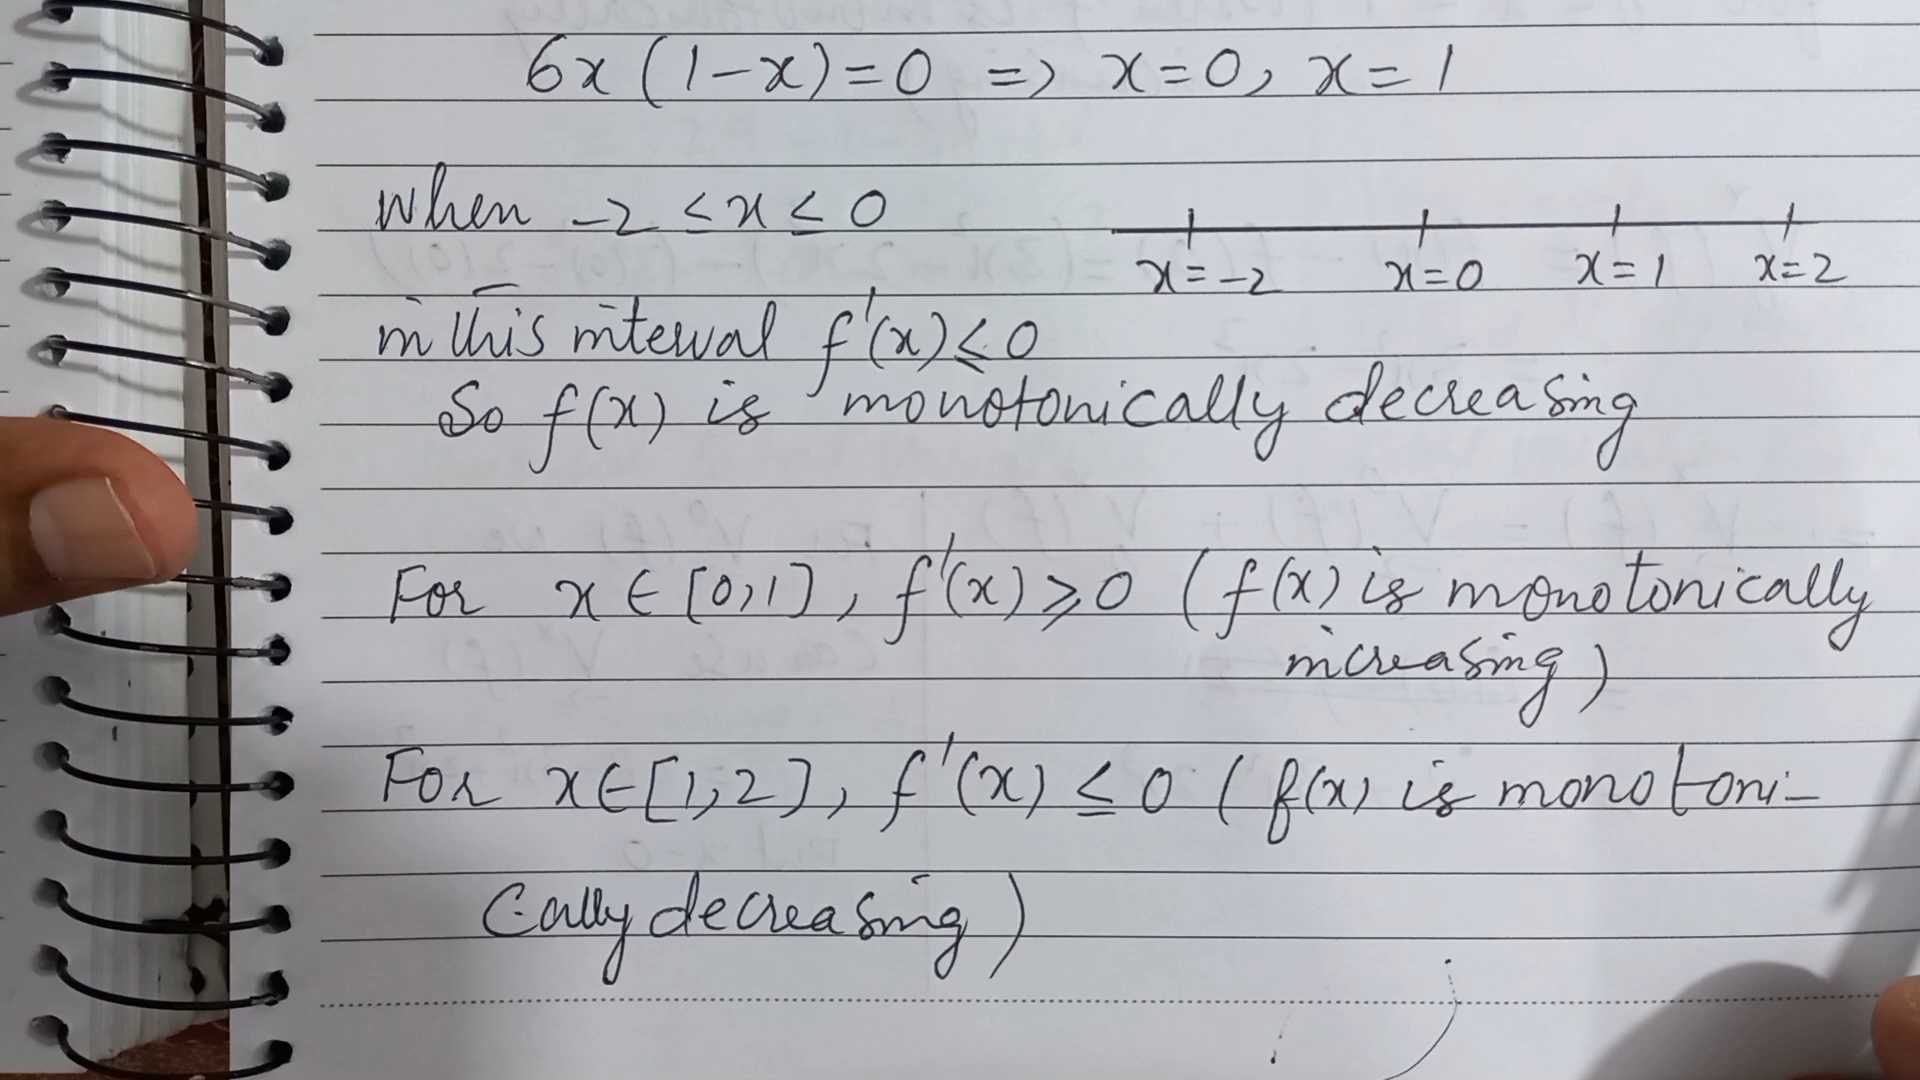 6x(1-x)=0 => x=0, x=1
When -2 ≤ x ≤ 0
x=-2 x=0 x=1 x=2
in this interval f'(x) ≤ 0
So f(x) is monotonically decreasing
For x ∈ [0,1], f'(x) ≥ 0 (f(x) is monotonically
increasing)
For x ∈ [1,2], f'(x) ≤ 0 (f(x) is monotoni-
cally decreasing)